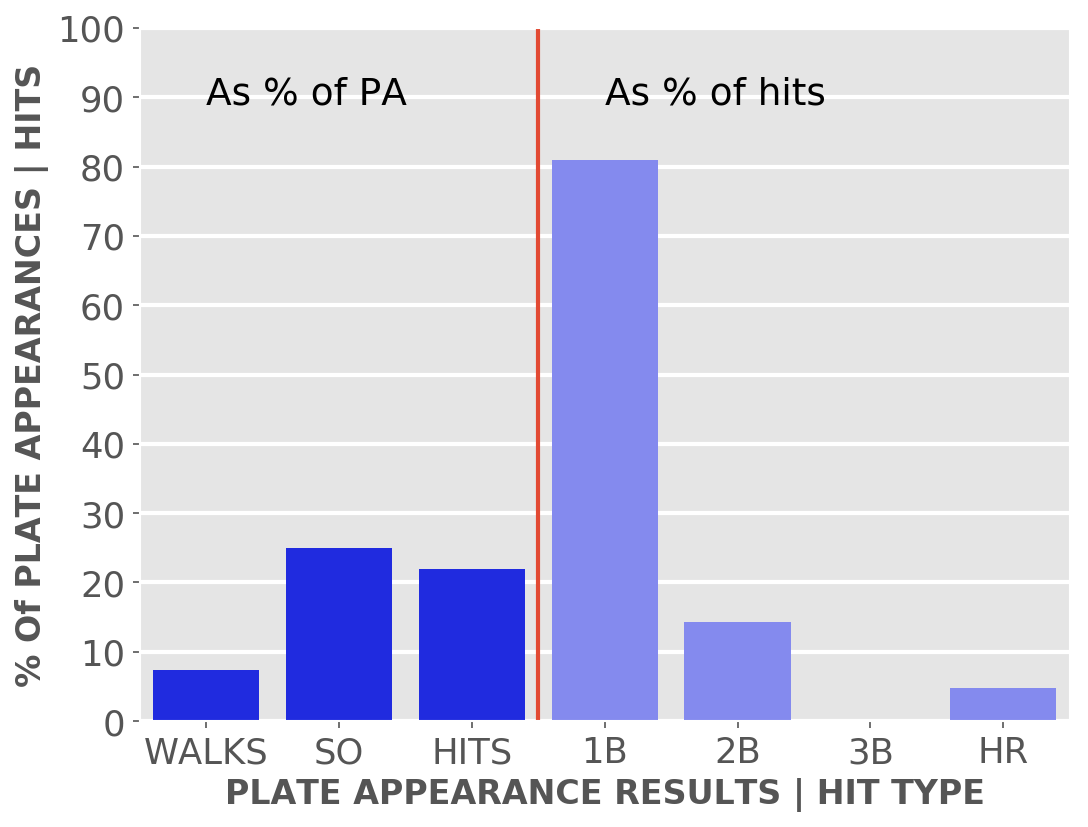 % Of PLATE APPEARANCES | HITS
100
90
80
70
60
50
40
30
20
10
0
As % of PA
As % of hits
WALKS SO HITS 1B 2B 3B HR
PLATE APPEARANCE RESULTS | HIT TYPE